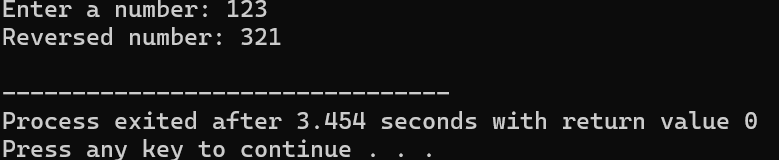 Enter a number: 123
Reversed number: 321
--------------------------------
Process exited after 3.454 seconds with return value 0
Press any key to continue . . .